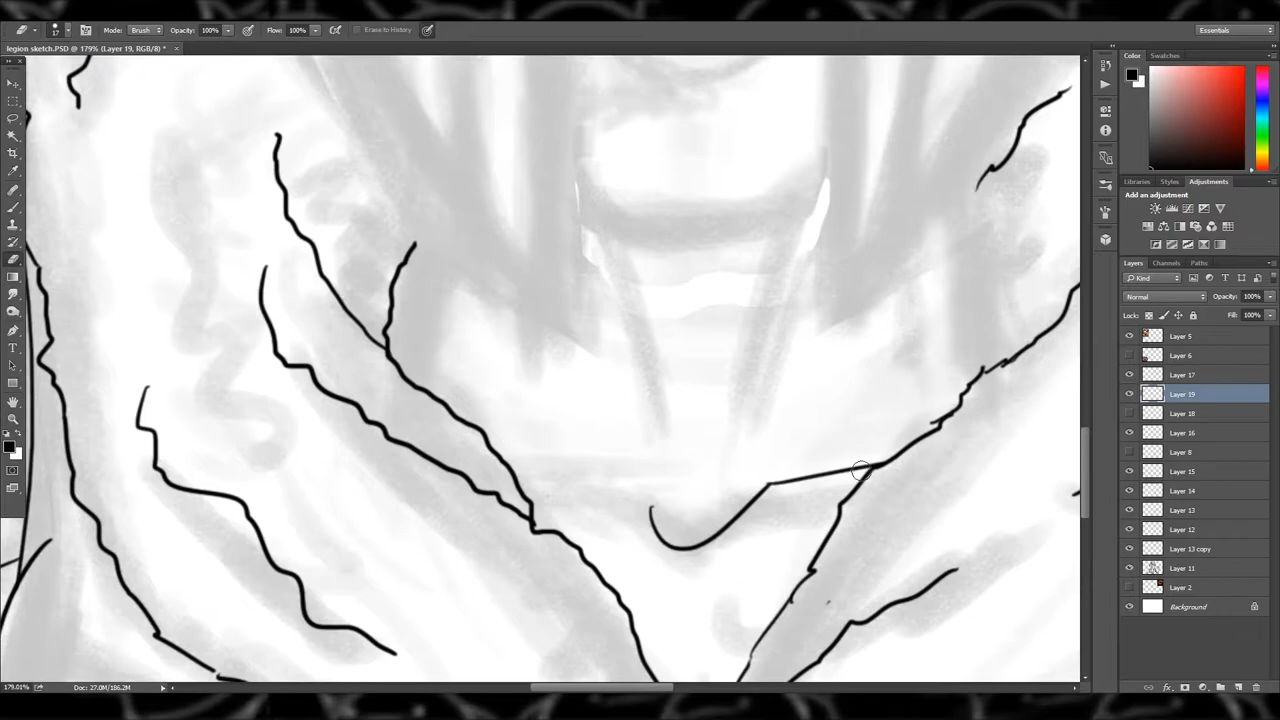 17 Mode: Brush Opacity: 100% Flow: 100% Erase to History Essentials
legion sketch.PSD @ 179% (Layer 19, RGB/8) * ×
Color Swatches
Libraries Styles Adjustments
Add an adjustment
Layers Channels Paths
Kind
Normal Opacity: 100%
Lock: Fill: 100%
Layer 5
Layer 6
Layer 17
Layer 19
Layer 18
Layer 16
Layer 8
Layer 15
Layer 14
Layer 13
Layer 12
Layer 13 copy
Layer 11
Layer 2
Background
179.01% Doc: 27.0M/186.2M